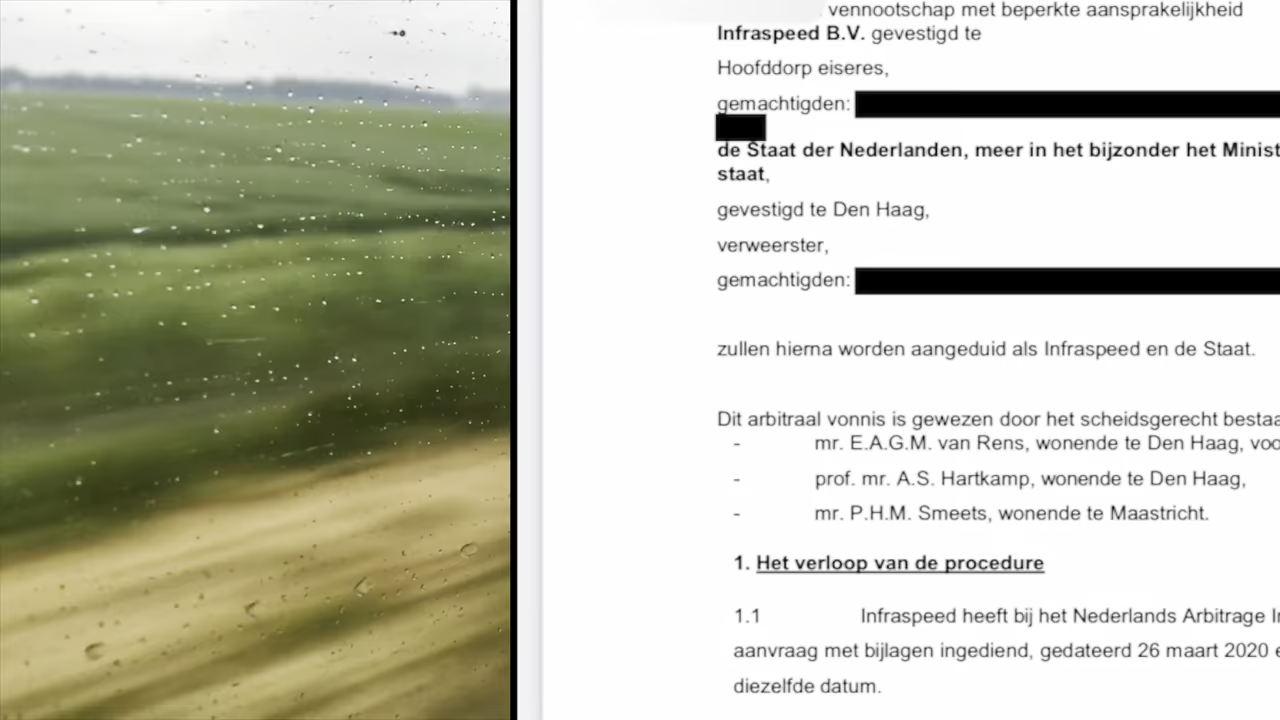 vennootschap met beperkte aansprakelijkheid
Infraspeed B.V. gevestigd te
Hoofddorp eiseres,
gemachtigden:
de Staat der Nederlanden, meer in het bijzonder het Minist
staat,
gevestigd te Den Haag,
verweerster,
gemachtigden:
zullen hierna worden aangeduid als Infraspeed en de Staat.
Dit arbitraal vonnis is gewezen door het scheidsgerecht bestaa
- mr. E.A.G.M. van Rens, wonende te Den Haag, voo
- prof. mr. A.S. Hartkamp, wonende te Den Haag,
- mr. P.H.M. Smeets, wonende te Maastricht.
1. Het verloop van de procedure
1.1 Infraspeed heeft bij het Nederlands Arbitrage I
aanvraag met bijlagen ingediend, gedateerd 26 maart 2020 e
diezelfde datum.